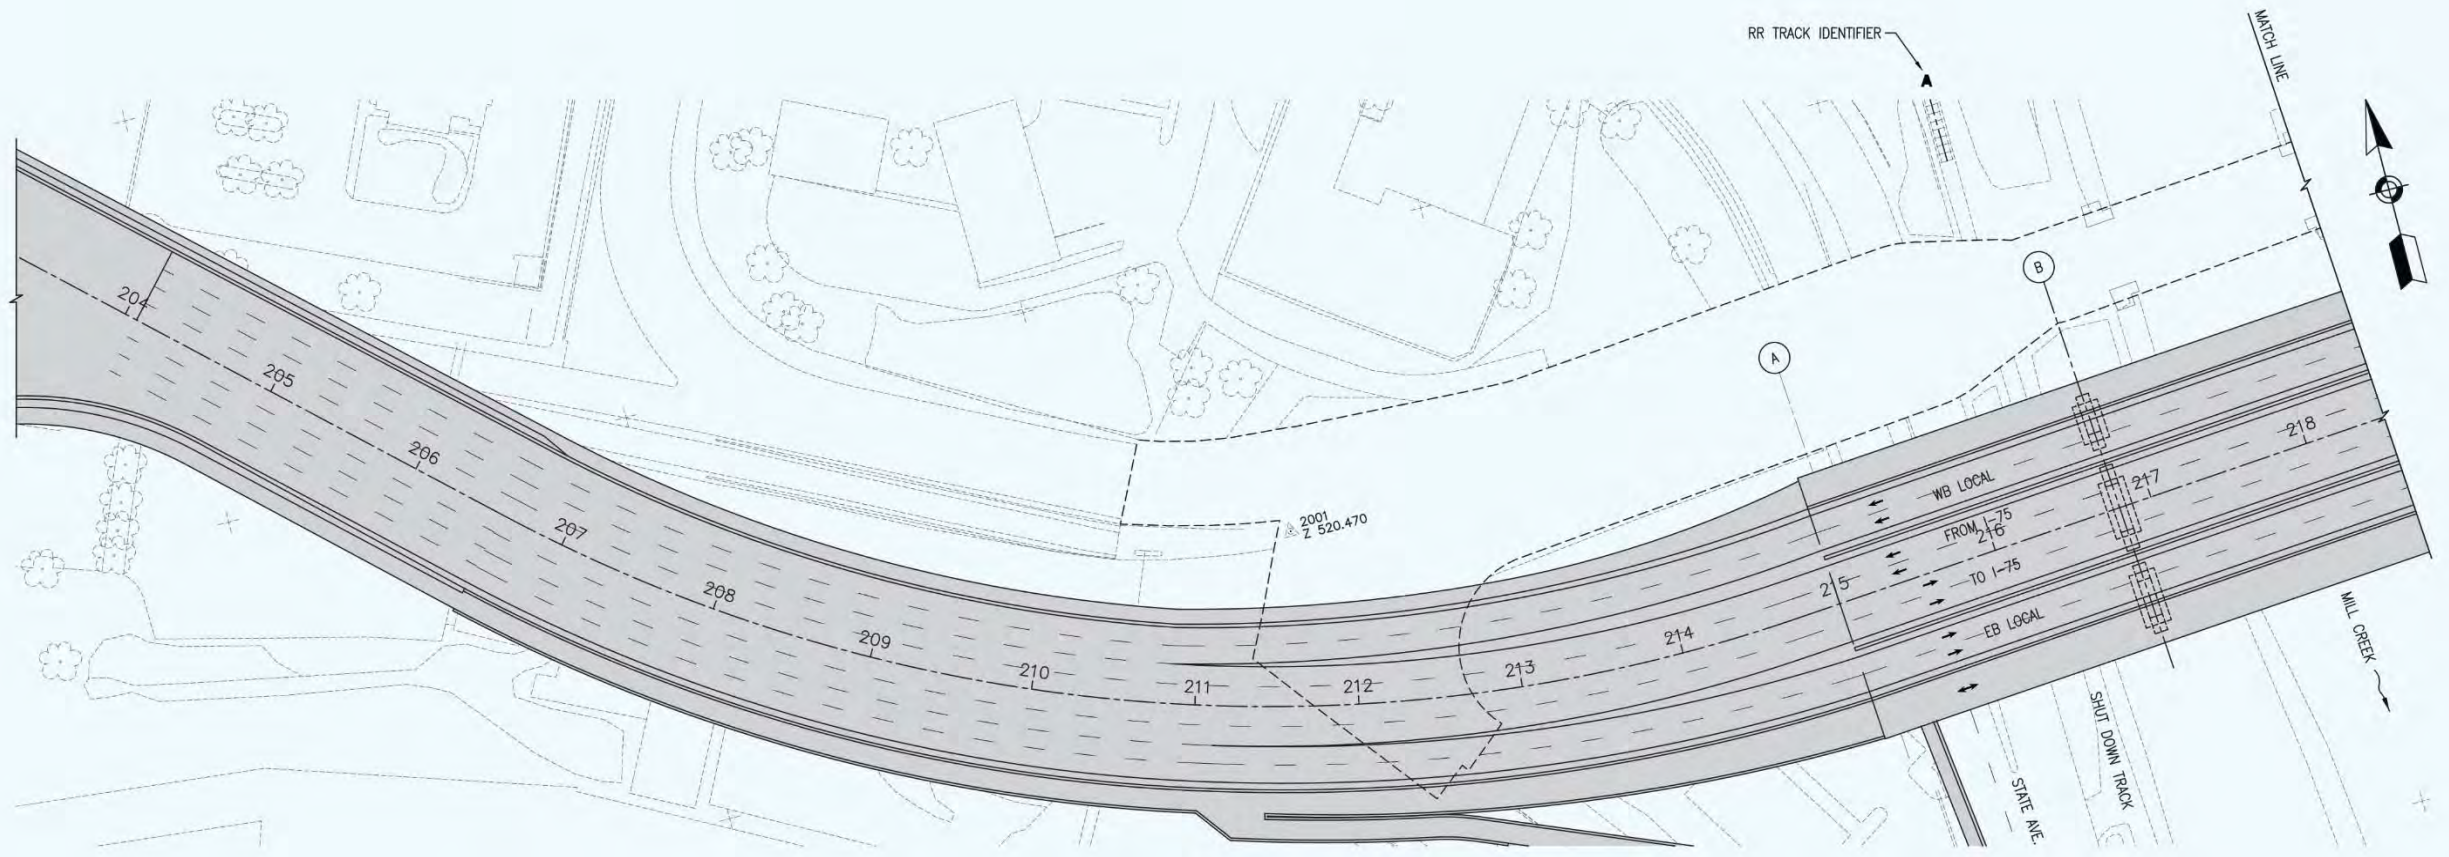 RR TRACK IDENTIFIER
A
MATCH LINE
B
A
204
205
206
207
208
209
210
211
212
213
214
215
216
217
218
2001
Z 520.470
WB LOCAL
FROM I-75
TO I-75
EB LOCAL
MILL CREEK
SHUT DOWN TRACK
STATE AVE.